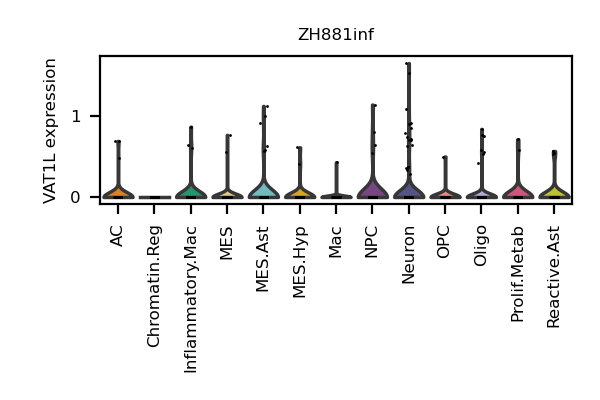 ZH881inf
VAT1L expression
1
0
AC
Chromatin.Reg
Inflammatory.Mac
MES
MES.Ast
MES.Hyp
Mac
NPC
Neuron
OPC
Oligo
Prolif.Metab
Reactive.Ast